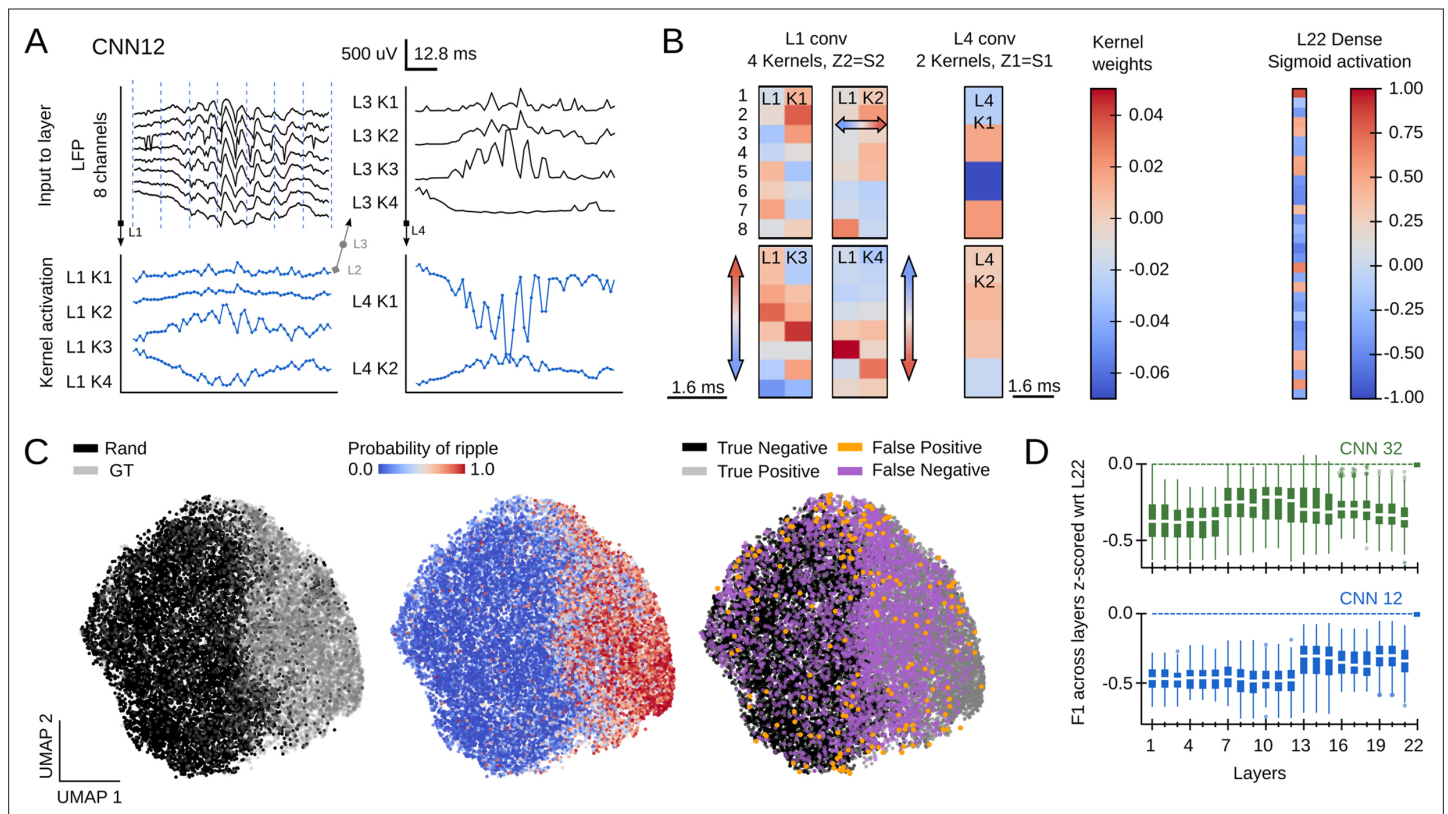 A
CNN12
500 uV
12.8 ms
Input to layer
LFP
8 channels
L1
L3 K1
L3 K2
L3 K3
L3 K4
L4
L3
L2
Kernel activation
L1 K1
L1 K2
L1 K3
L1 K4
L4 K1
L4 K2
B
L1 conv
4 Kernels, Z2=S2
L4 conv
2 Kernels, Z1=S1
Kernel
weights
L22 Dense
Sigmoid activation
1
2
3
4
5
6
7
8
L1 K1
L1 K2
L4
K1
L1 K3
L1 K4
L4
K2
1.6 ms
1.6 ms
0.04
0.02
0.00
-0.02
-0.04
-0.06
1.00
0.75
0.50
0.25
0.00
-0.25
-0.50
-0.75
-1.00
C
Rand
GT
Probability of ripple
0.0
1.0
True Negative
True Positive
False Positive
False Negative
UMAP 2
UMAP 1
D
F1 across layers z-scored wrt L22
CNN 32
0.0
-0.5
CNN 12
0.0
-0.5
1 4 7 10 13 16 19 22
Layers